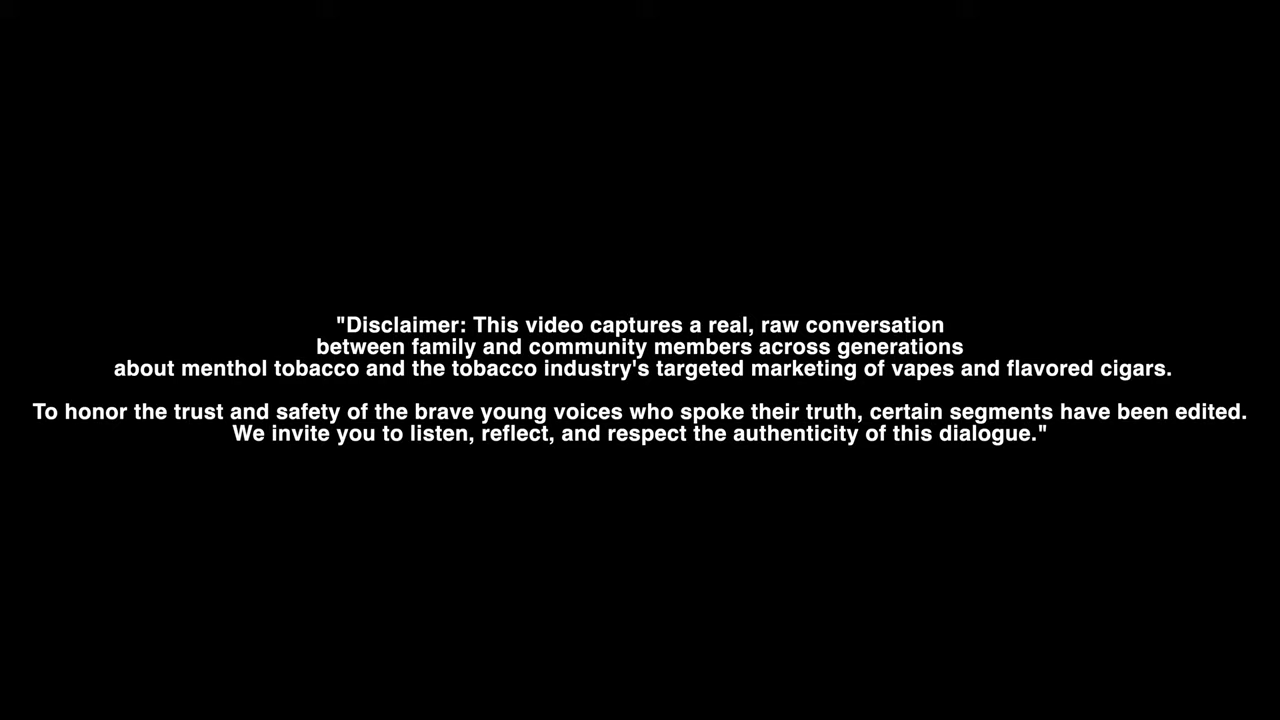 "Disclaimer: This video captures a real, raw conversation
between family and community members across generations
about menthol tobacco and the tobacco industry's targeted marketing of vapes and flavored cigars.
To honor the trust and safety of the brave young voices who spoke their truth, certain segments have been edited.
We invite you to listen, reflect, and respect the authenticity of this dialogue."